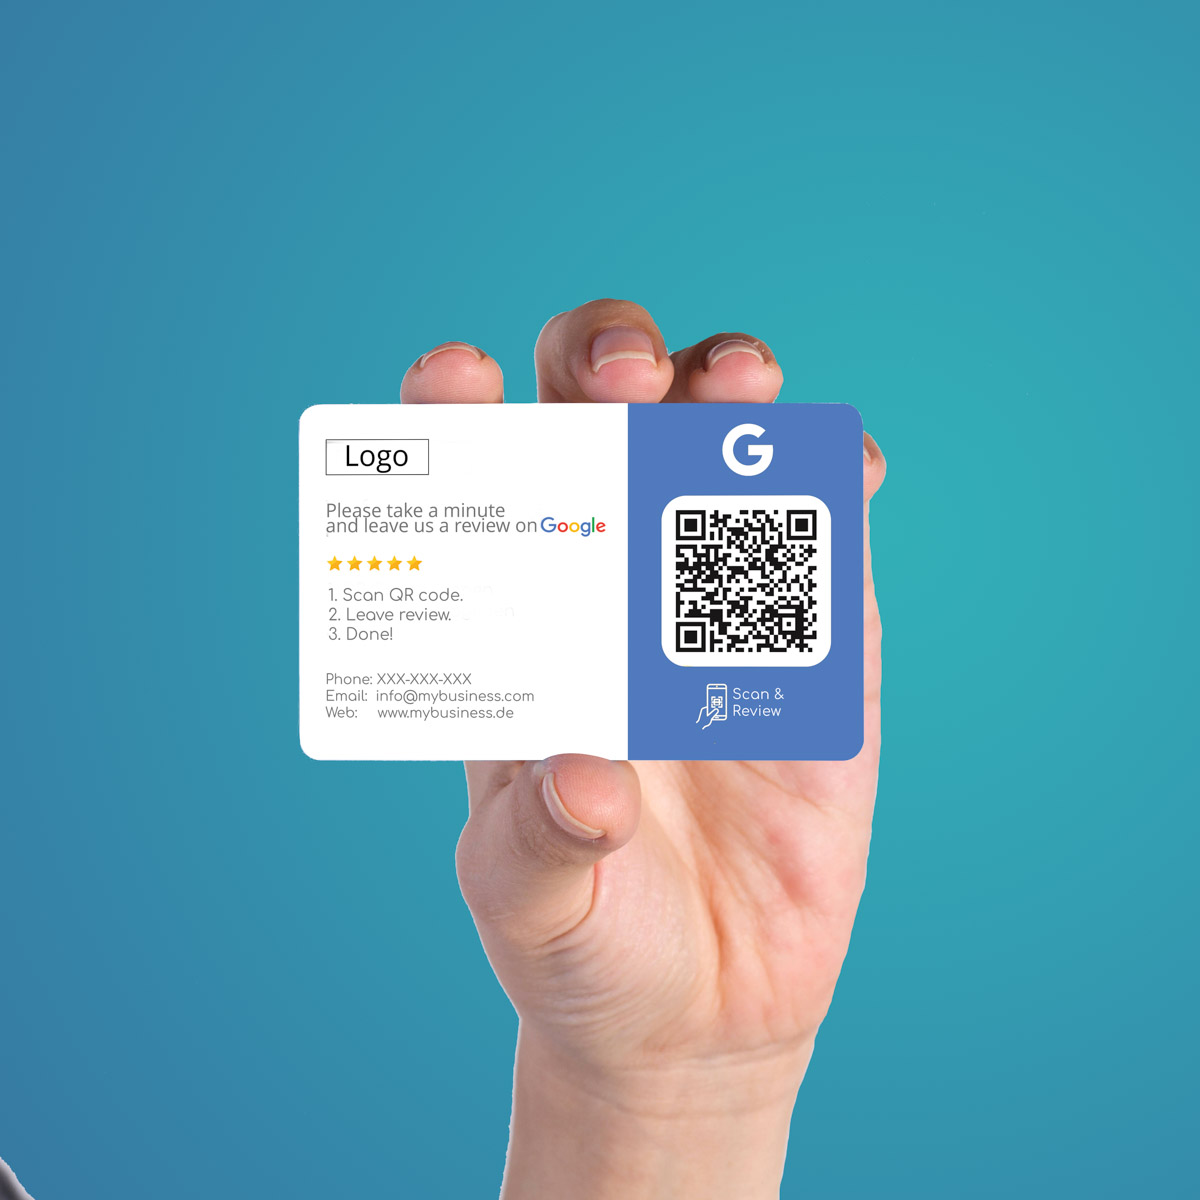 Logo
Please take a minute
and leave us a review on Google
1. Scan QR code.
2. Leave review.
3. Done!
Phone: XXX-XXX-XXX
Email: info@mybusiness.com
Web: www.mybusiness.de
G
Scan &
Review